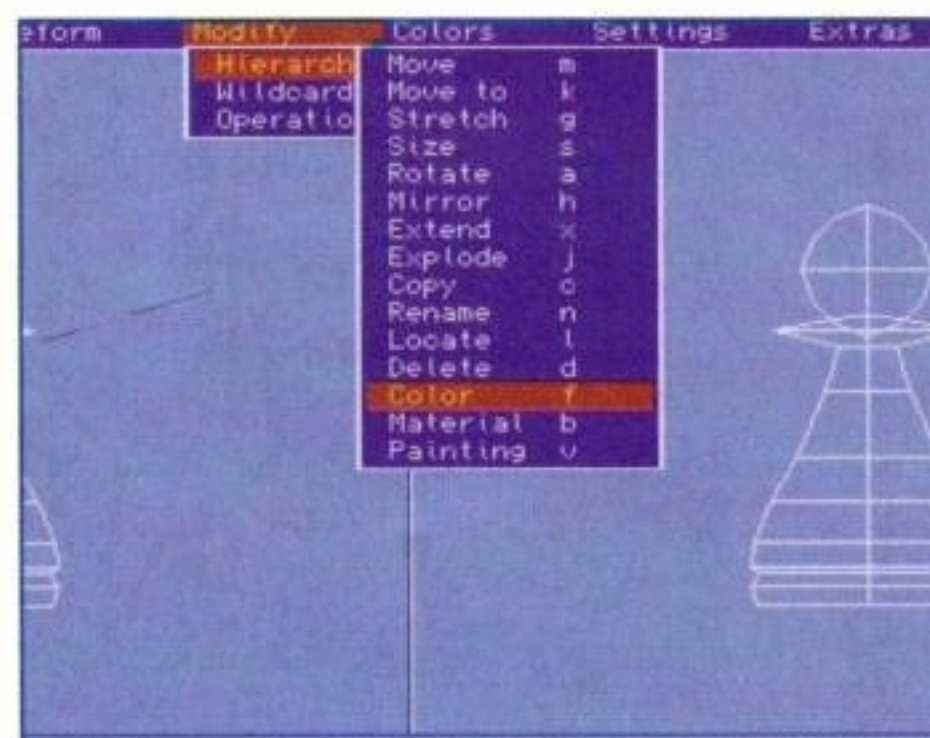 eform Modify Colors Settings Extras
Hierarch
Wildcard
Operatio
Move m
Move to k
Stretch g
Size s
Rotate a
Mirror h
Extend x
Explode j
Copy c
Rename n
Locate l
Delete d
Color f
Material b
Painting v